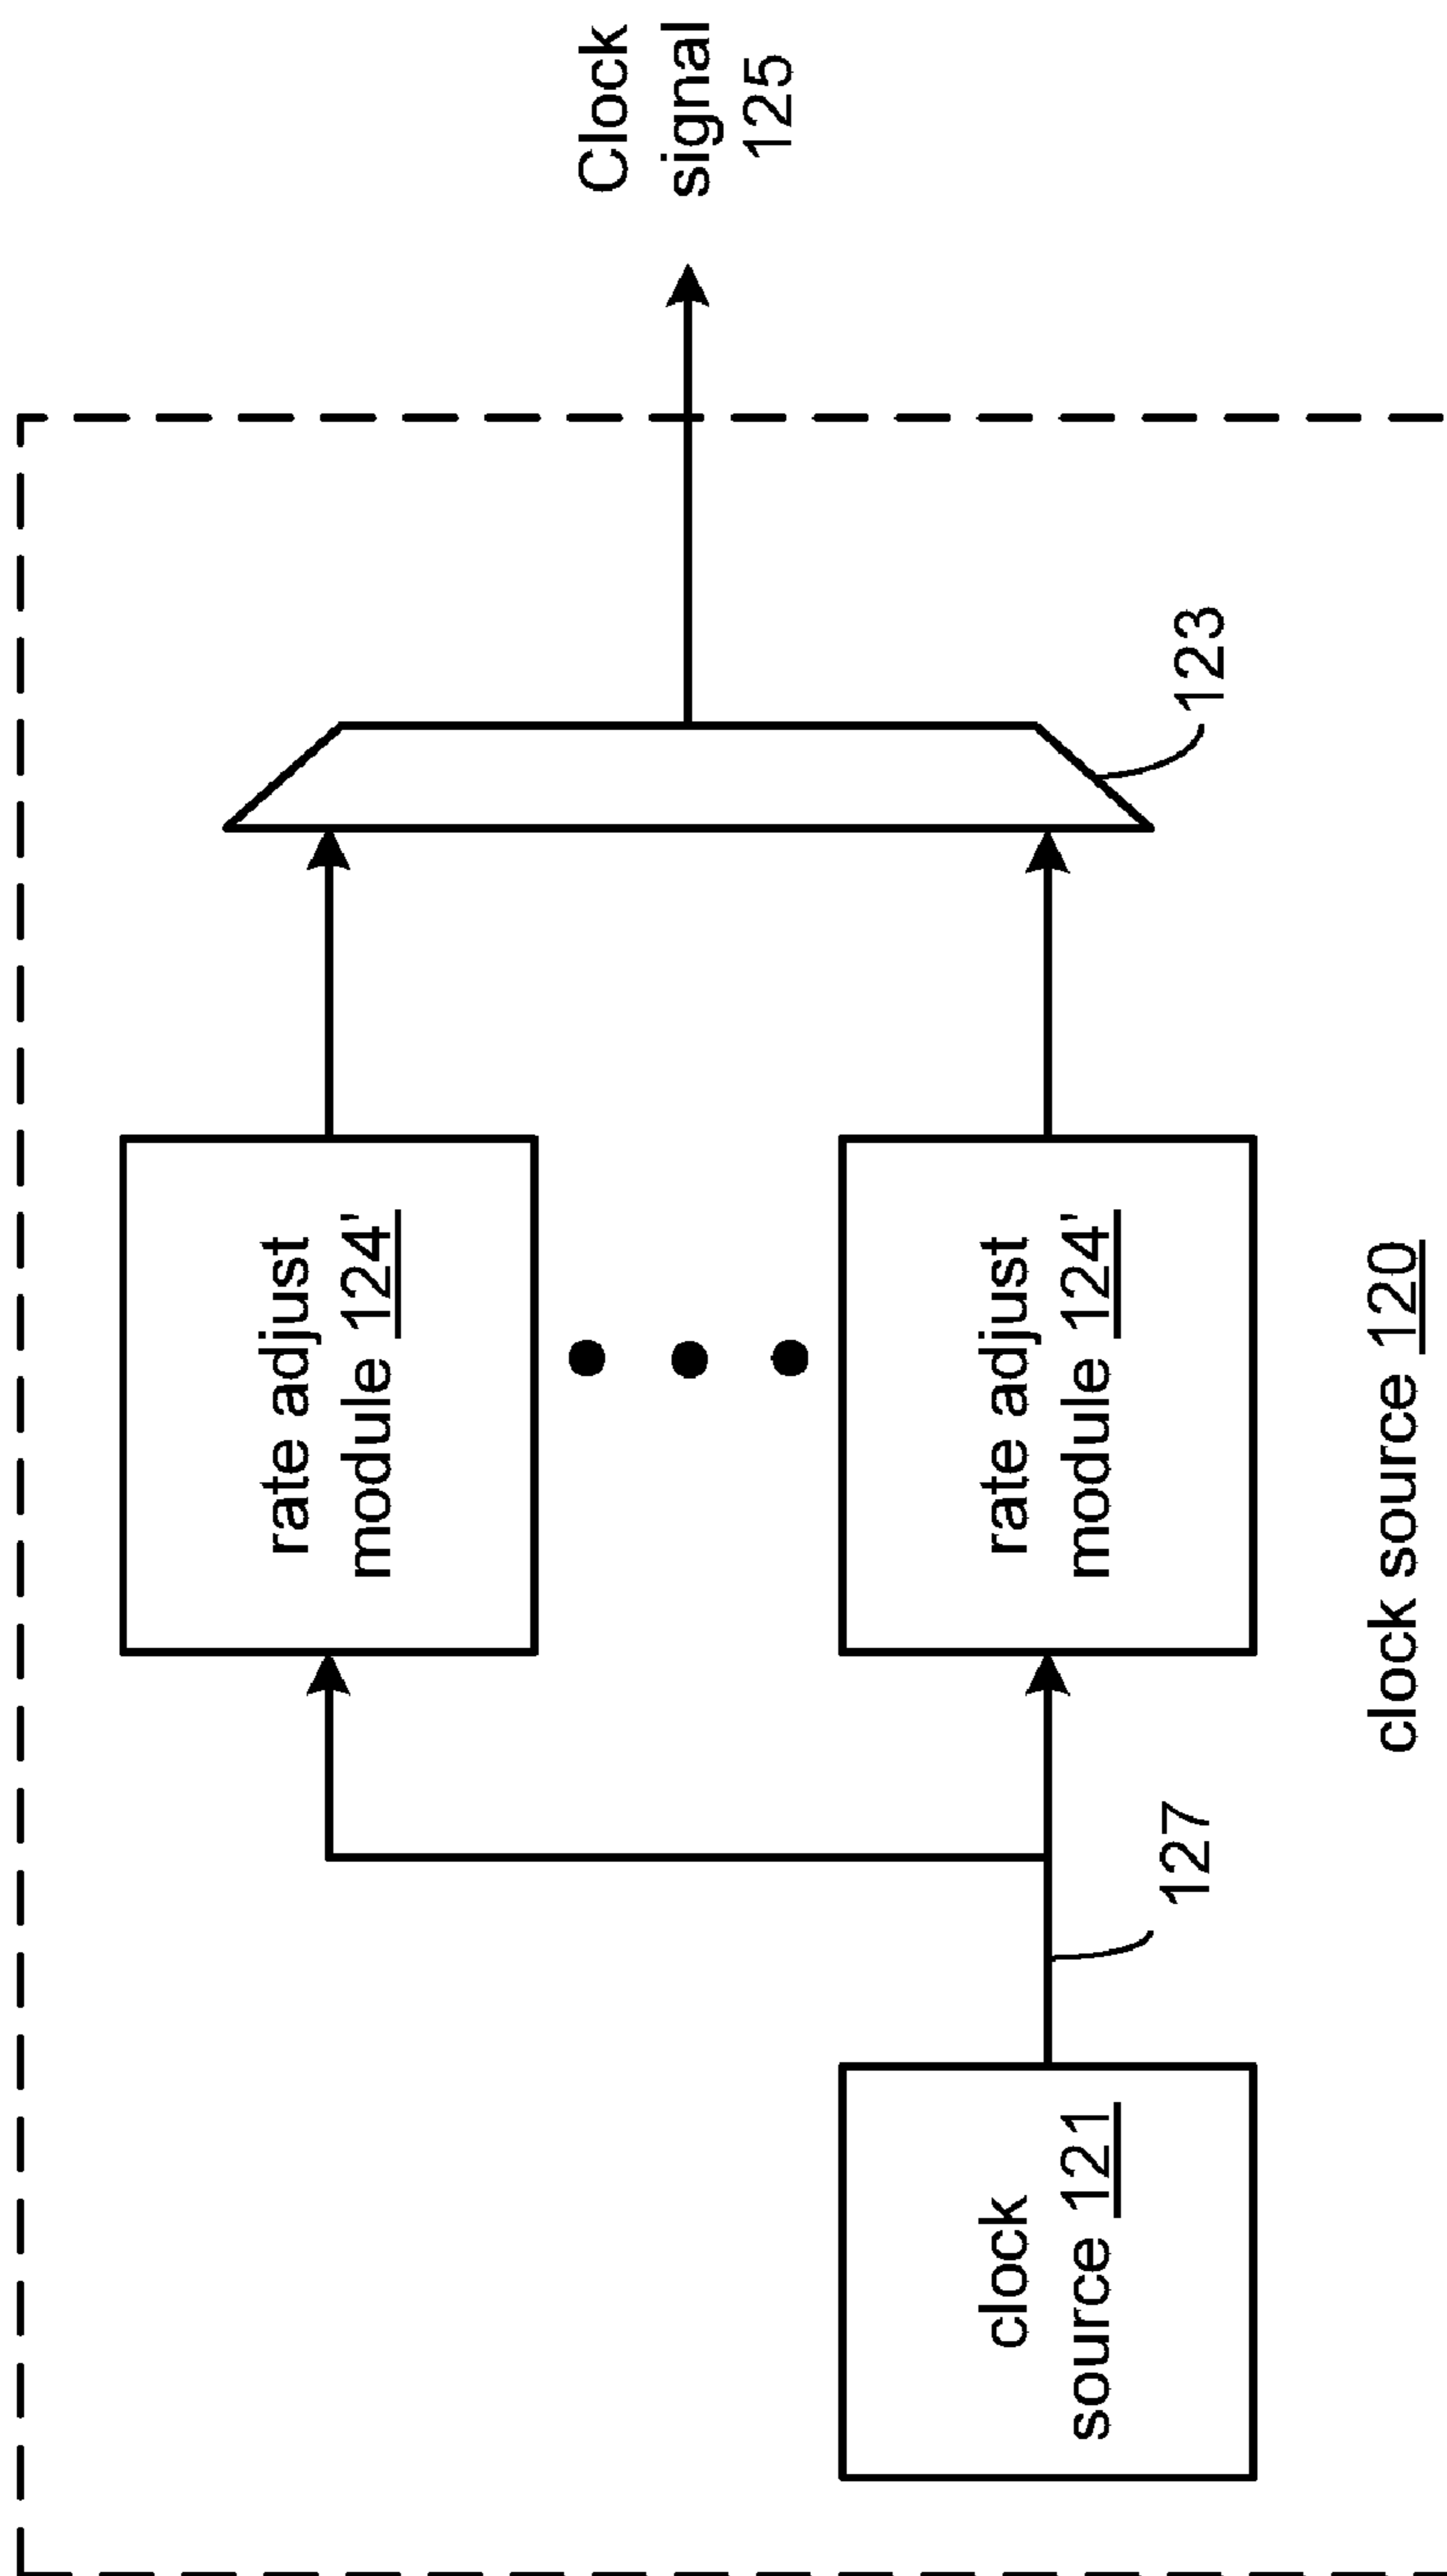 Clock
signal
125
123
rate adjust
module 124'
rate adjust
module 124'
127
clock
source 121
clock source 120